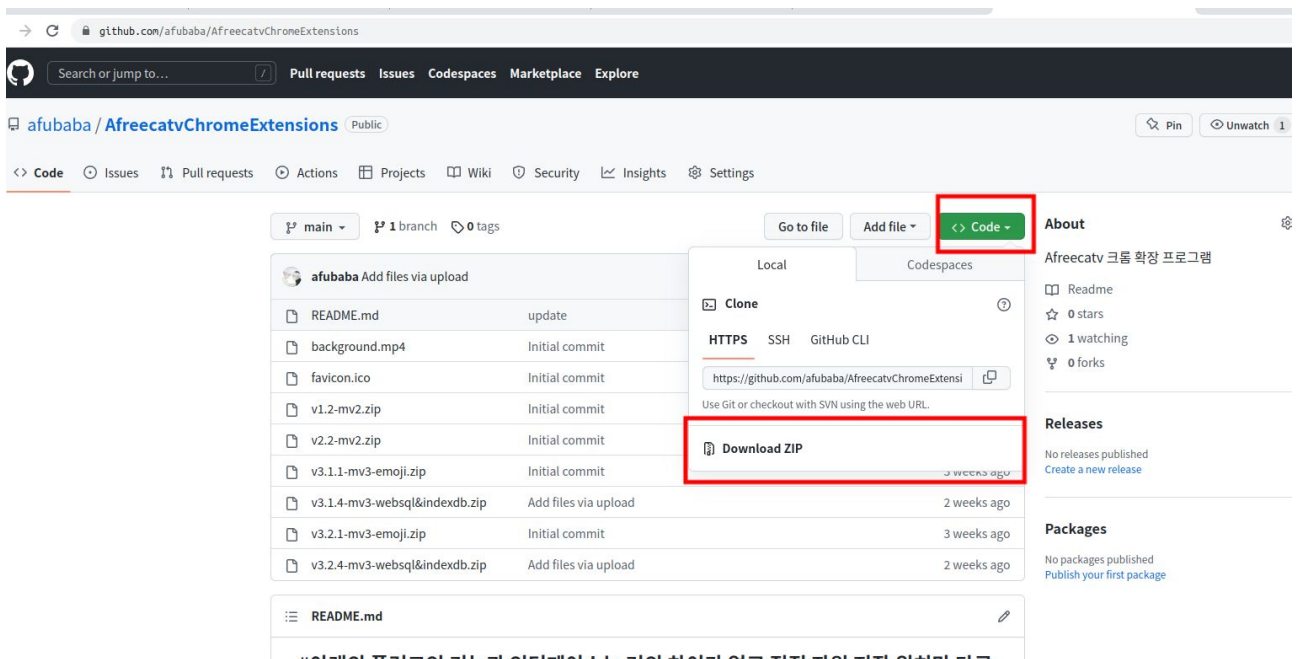 github.com/afubaba/AfreecatvChromeExtensions
Search or jump to... / Pull requests Issues Codespaces Marketplace Explore
afubaba / AfreecatvChromeExtensions Public
Pin Unwatch 1
<> Code Issues Pull requests Actions Projects Wiki Security Insights Settings
main 1 branch 0 tags
Go to file Add file <> Code
afubaba Add files via upload
README.md update
background.mp4 Initial commit
favicon.ico Initial commit
v1.2-mv2.zip Initial commit
v2.2-mv2.zip Initial commit
v3.1.1-mv3-emoji.zip Initial commit 3 weeks ago
v3.1.4-mv3-websql&indexdb.zip Add files via upload 2 weeks ago
v3.2.1-mv3-emoji.zip Initial commit 3 weeks ago
v3.2.4-mv3-websql&indexdb.zip Add files via upload 2 weeks ago
README.md
Local Codespaces
Clone
HTTPS SSH GitHub CLI
https://github.com/afubaba/AfreecatvChromeExtensi
Use Git or checkout with SVN using the web URL.
Download ZIP
About
Afreecatv 크롬 확장 프로그램
Readme
0 stars
1 watching
0 forks
Releases
No releases published
Create a new release
Packages
No packages published
Publish your first package